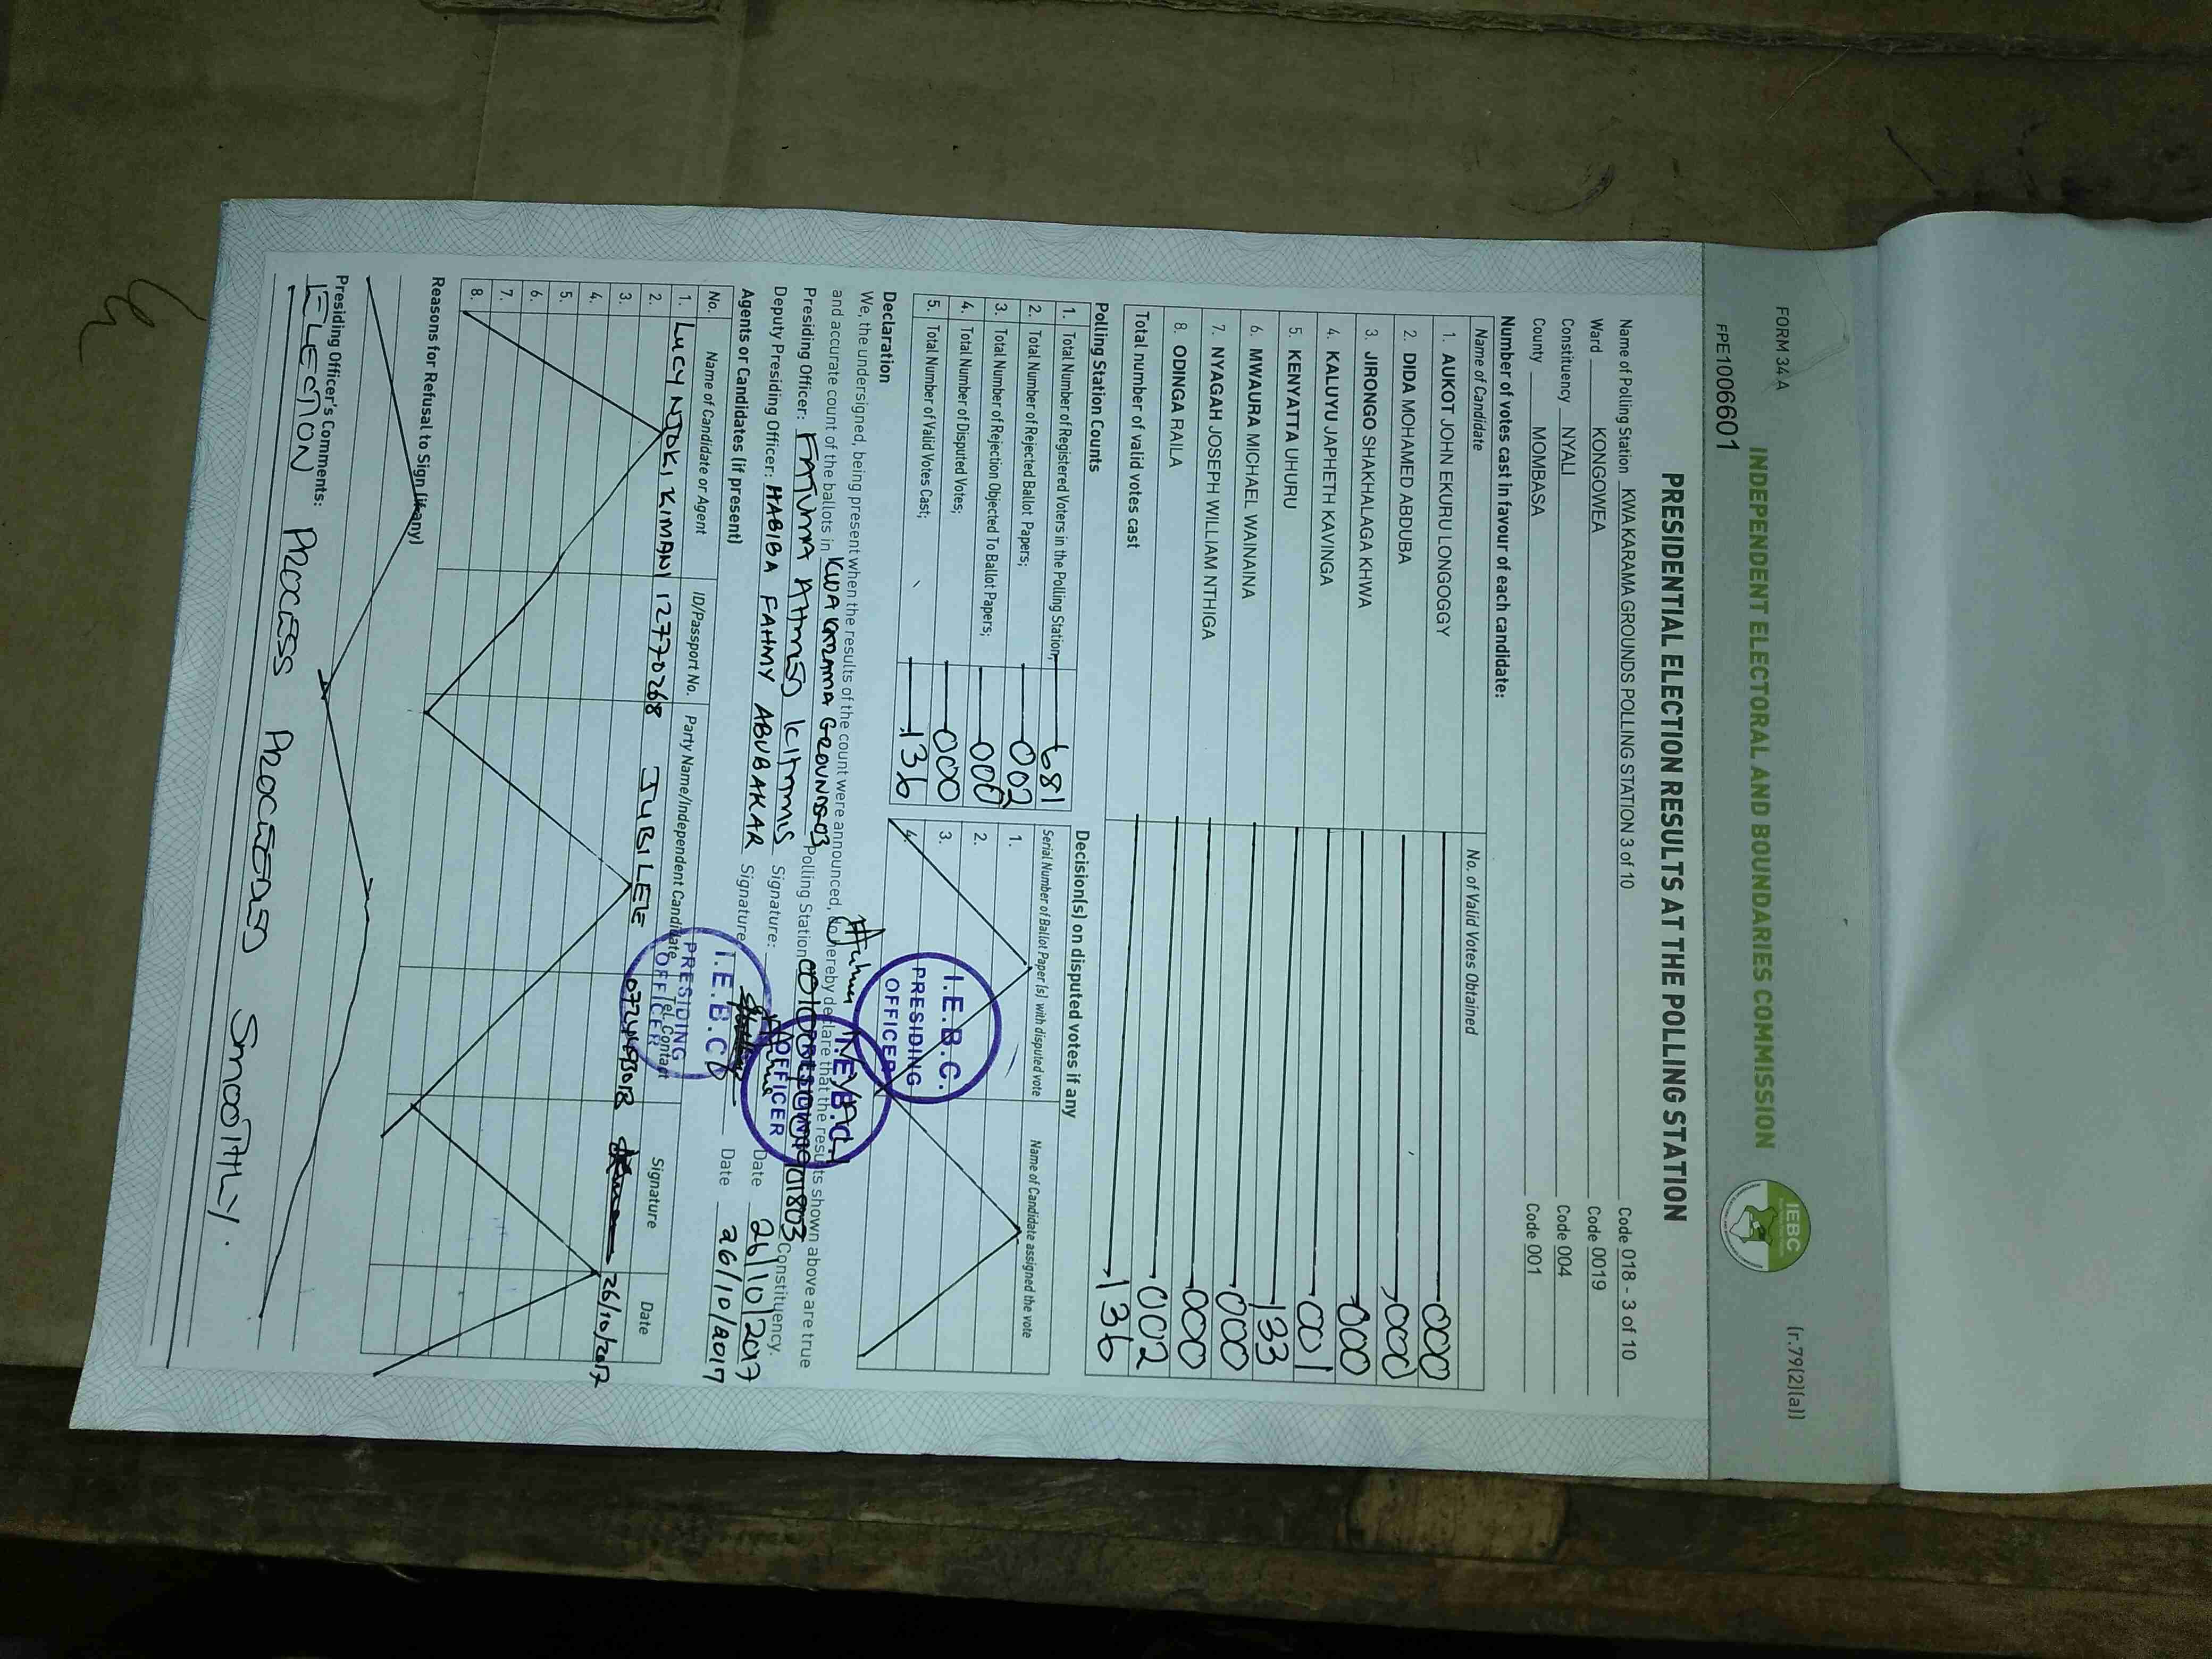 FORM 34 A
(r.79(2)(a))
INDEPENDENT ELECTORAL AND BOUNDARIES COMMISSION
IEBC
FPE1006601
PRESIDENTIAL ELECTION RESULTS AT THE POLLING STATION
Name of Polling Station KWA KARAMA GROUNDS POLLING STATION 3 of 10 Code 018 - 3 of 10
Ward KONGOWEA Code 0019
Constituency NYALI Code 004
County MOMBASA Code 001
Number of votes cast in favour of each candidate:
Name of Candidate No. of Valid Votes Obtained
1. AUKOT JOHN EKURU LONGOGGY 000
2. DIDA MOHAMED ABDUBA 000
3. JIRONGO SHAKHALAGA KHWA 000
4. KALUYU JAPHETH KAVINGA 001
5. KENYATTA UHURU 133
6. MWAURA MICHAEL WAINAINA 000
7. NYAGAH JOSEPH WILLIAM NTHIGA 000
8. ODINGA RAILA 002
Total number of valid votes cast 136
Polling Station Counts
1. Total Number of Registered Voters in the Polling Station; 681
2. Total Number of Rejected Ballot Papers; 002
3. Total Number of Rejection Objected To Ballot Papers; 000
4. Total Number of Disputed Votes; 000
5. Total Number of Valid Votes Cast; 136
Decision(s) on disputed votes if any
Serial Number of Ballot Paper (s) with disputed vote Name of Candidate assigned the vote
1.
2.
3.
4.
I.E.B.C.
PRESIDING
OFFICER
Declaration
We, the undersigned, being present when the results of the count were announced, do hereby declare that the results shown above are true
and accurate count of the ballots in KWA KARAMA GROUNDS 03 Polling Station Constituency.
Presiding Officer: FATUMA AHMED KITMMIS Signature: Date 26/10/2017
Deputy Presiding Officer: HABIBA FAHMY ABUBAKAR Signature Date 26/10/2017
I.E.B.C.
PRESIDING
OFFICER
I.E.B.C.
PRESIDING
OFFICER
Agents or Candidates (if present)
No. Name of Candidate or Agent ID/Passport No. Party Name/Independent Candidate Tel. Contact Signature Date
1. LUCY NJOKI KIMANI 12770268 JUBILEE 26/10/2017
2.
3.
4.
5.
6.
7.
8.
Reasons for Refusal to Sign (if any)
Presiding Officer's Comments:
ELECTION PROCESS PROCEEDED SMOOTHLY.